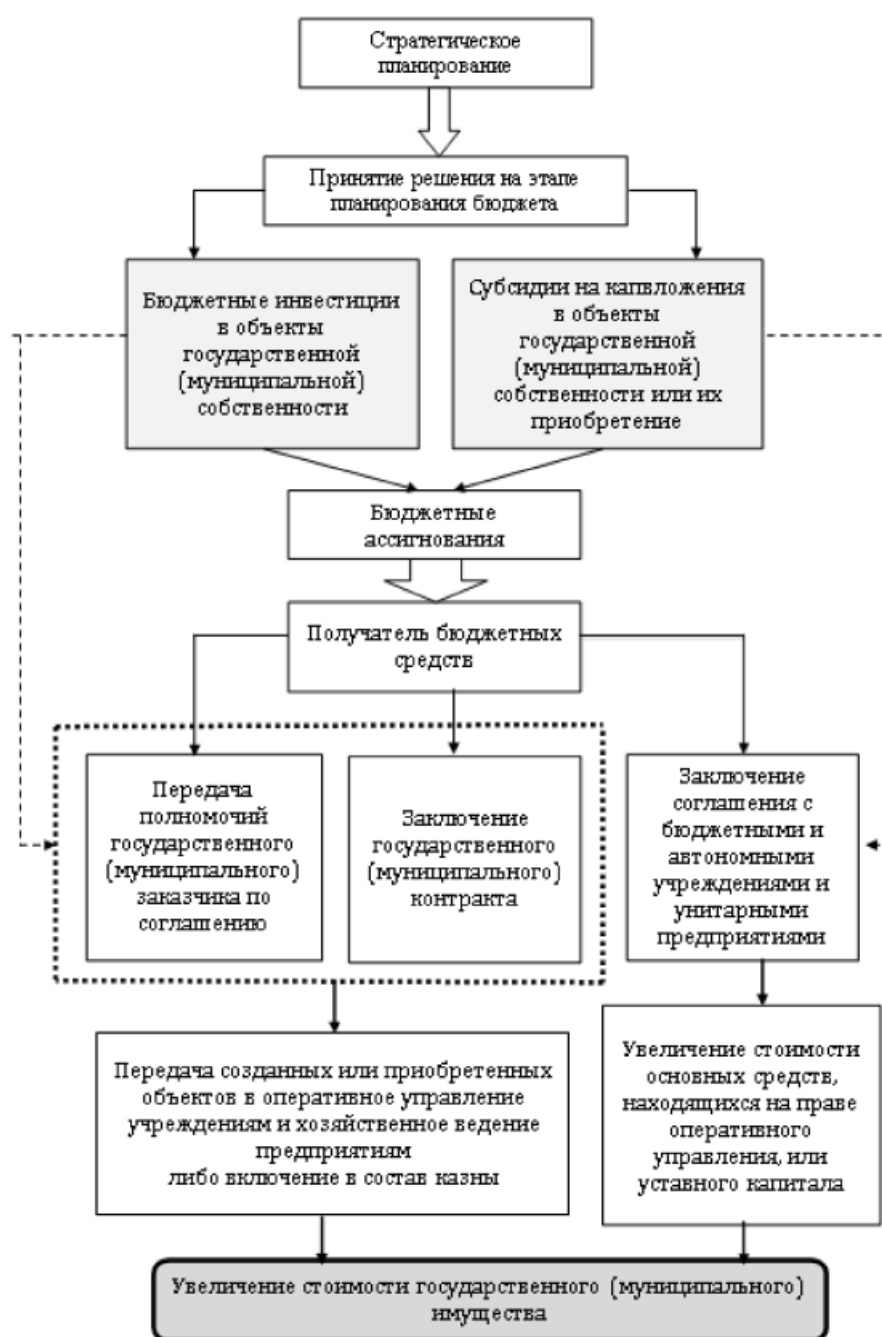 Стратегическое
планирование
Принятие решения на этапе
планирования бюджета
Бюджетные инвестиции
в объекты
государственной
(муниципальной)
собственности
Субсидии на капвложения
в объекты
государственной
(муниципальной)
собственности или их
приобретение
Бюджетные
ассигнования
Получатель бюджетных
средств
Передача
полномочий
государственного
(муниципального)
заказчика по
соглашению
Заключение
государственного
(муниципального)
контракта
Заключение
соглашения с
бюджетными и
автономными
учреждениями и
унитарными
предприятиями
Передача созданных или приобретенных
объектов в оперативное управление
учреждениям и хозяйственное ведение
предприятиям
либо включение в состав казны
Увеличение стоимости
основных средств,
находящихся на праве
оперативного
управления, или
уставного капитала
Увеличение стоимости государственного (муниципального)
имущества